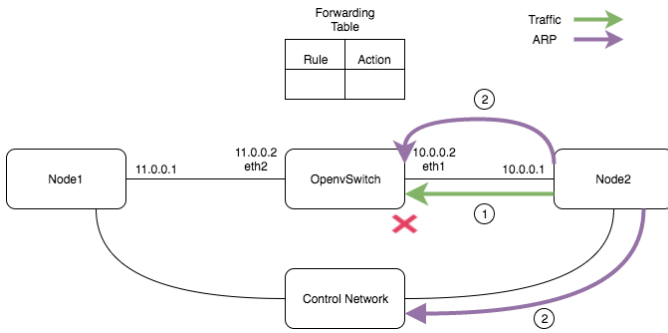 Forwarding
Table
Rule Action
Traffic
ARP
2
Node1
11.0.0.1
11.0.0.2
eth2
OpenvSwitch
10.0.0.2
eth1
10.0.0.1
Node2
1
Control Network
2